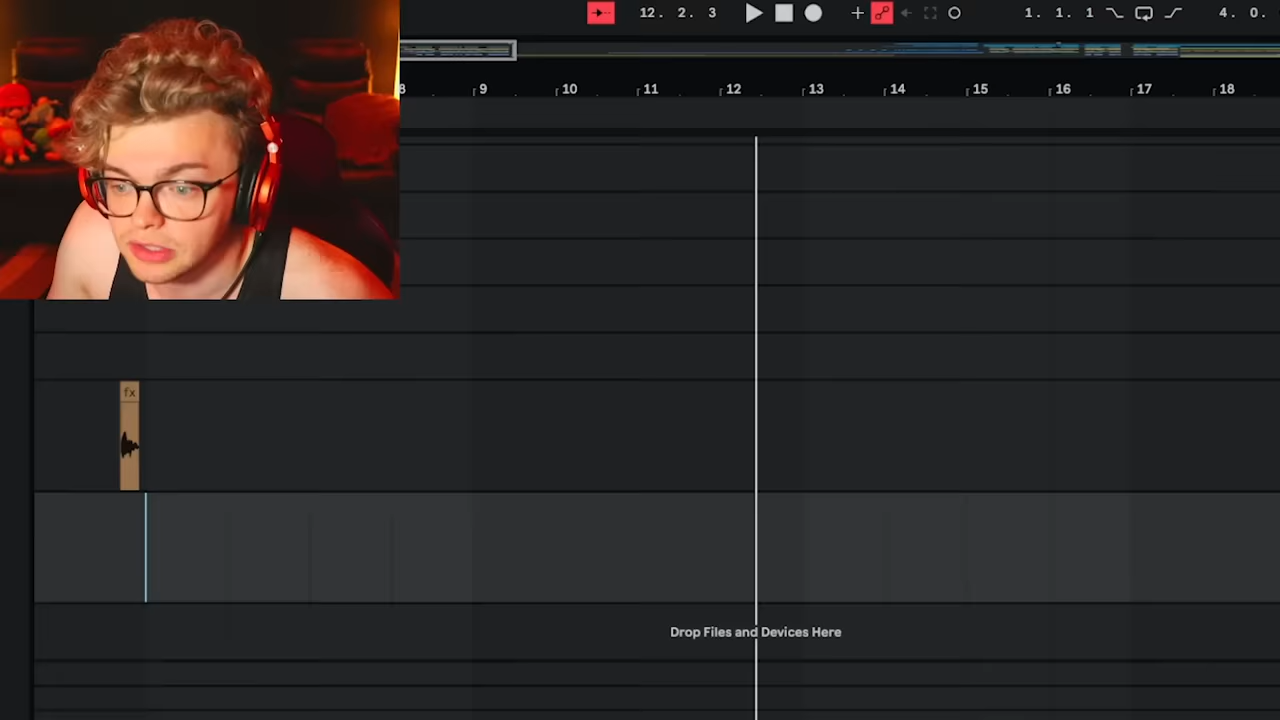 12. 2. 3
1. 1. 1
4. 0.
8 9 10 11 12 13 14 15 16 17 18
fx
Drop Files and Devices Here